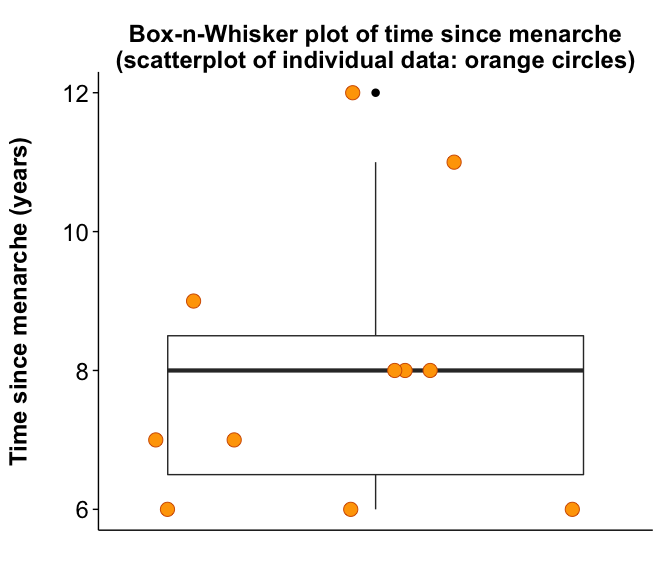 Box-n-Whisker plot of time since menarche
(scatterplot of individual data: orange circles)
Time since menarche (years)
12
10
8
6